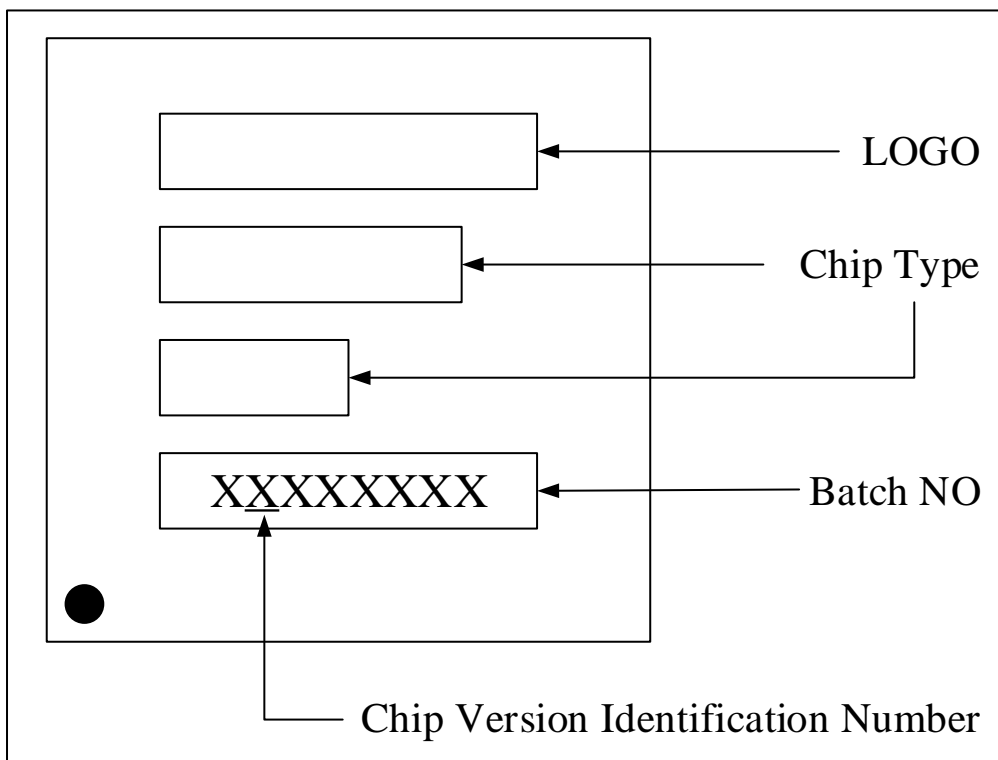 LOGO
Chip Type
XXXXXXXX
Batch NO
Chip Version Identification Number